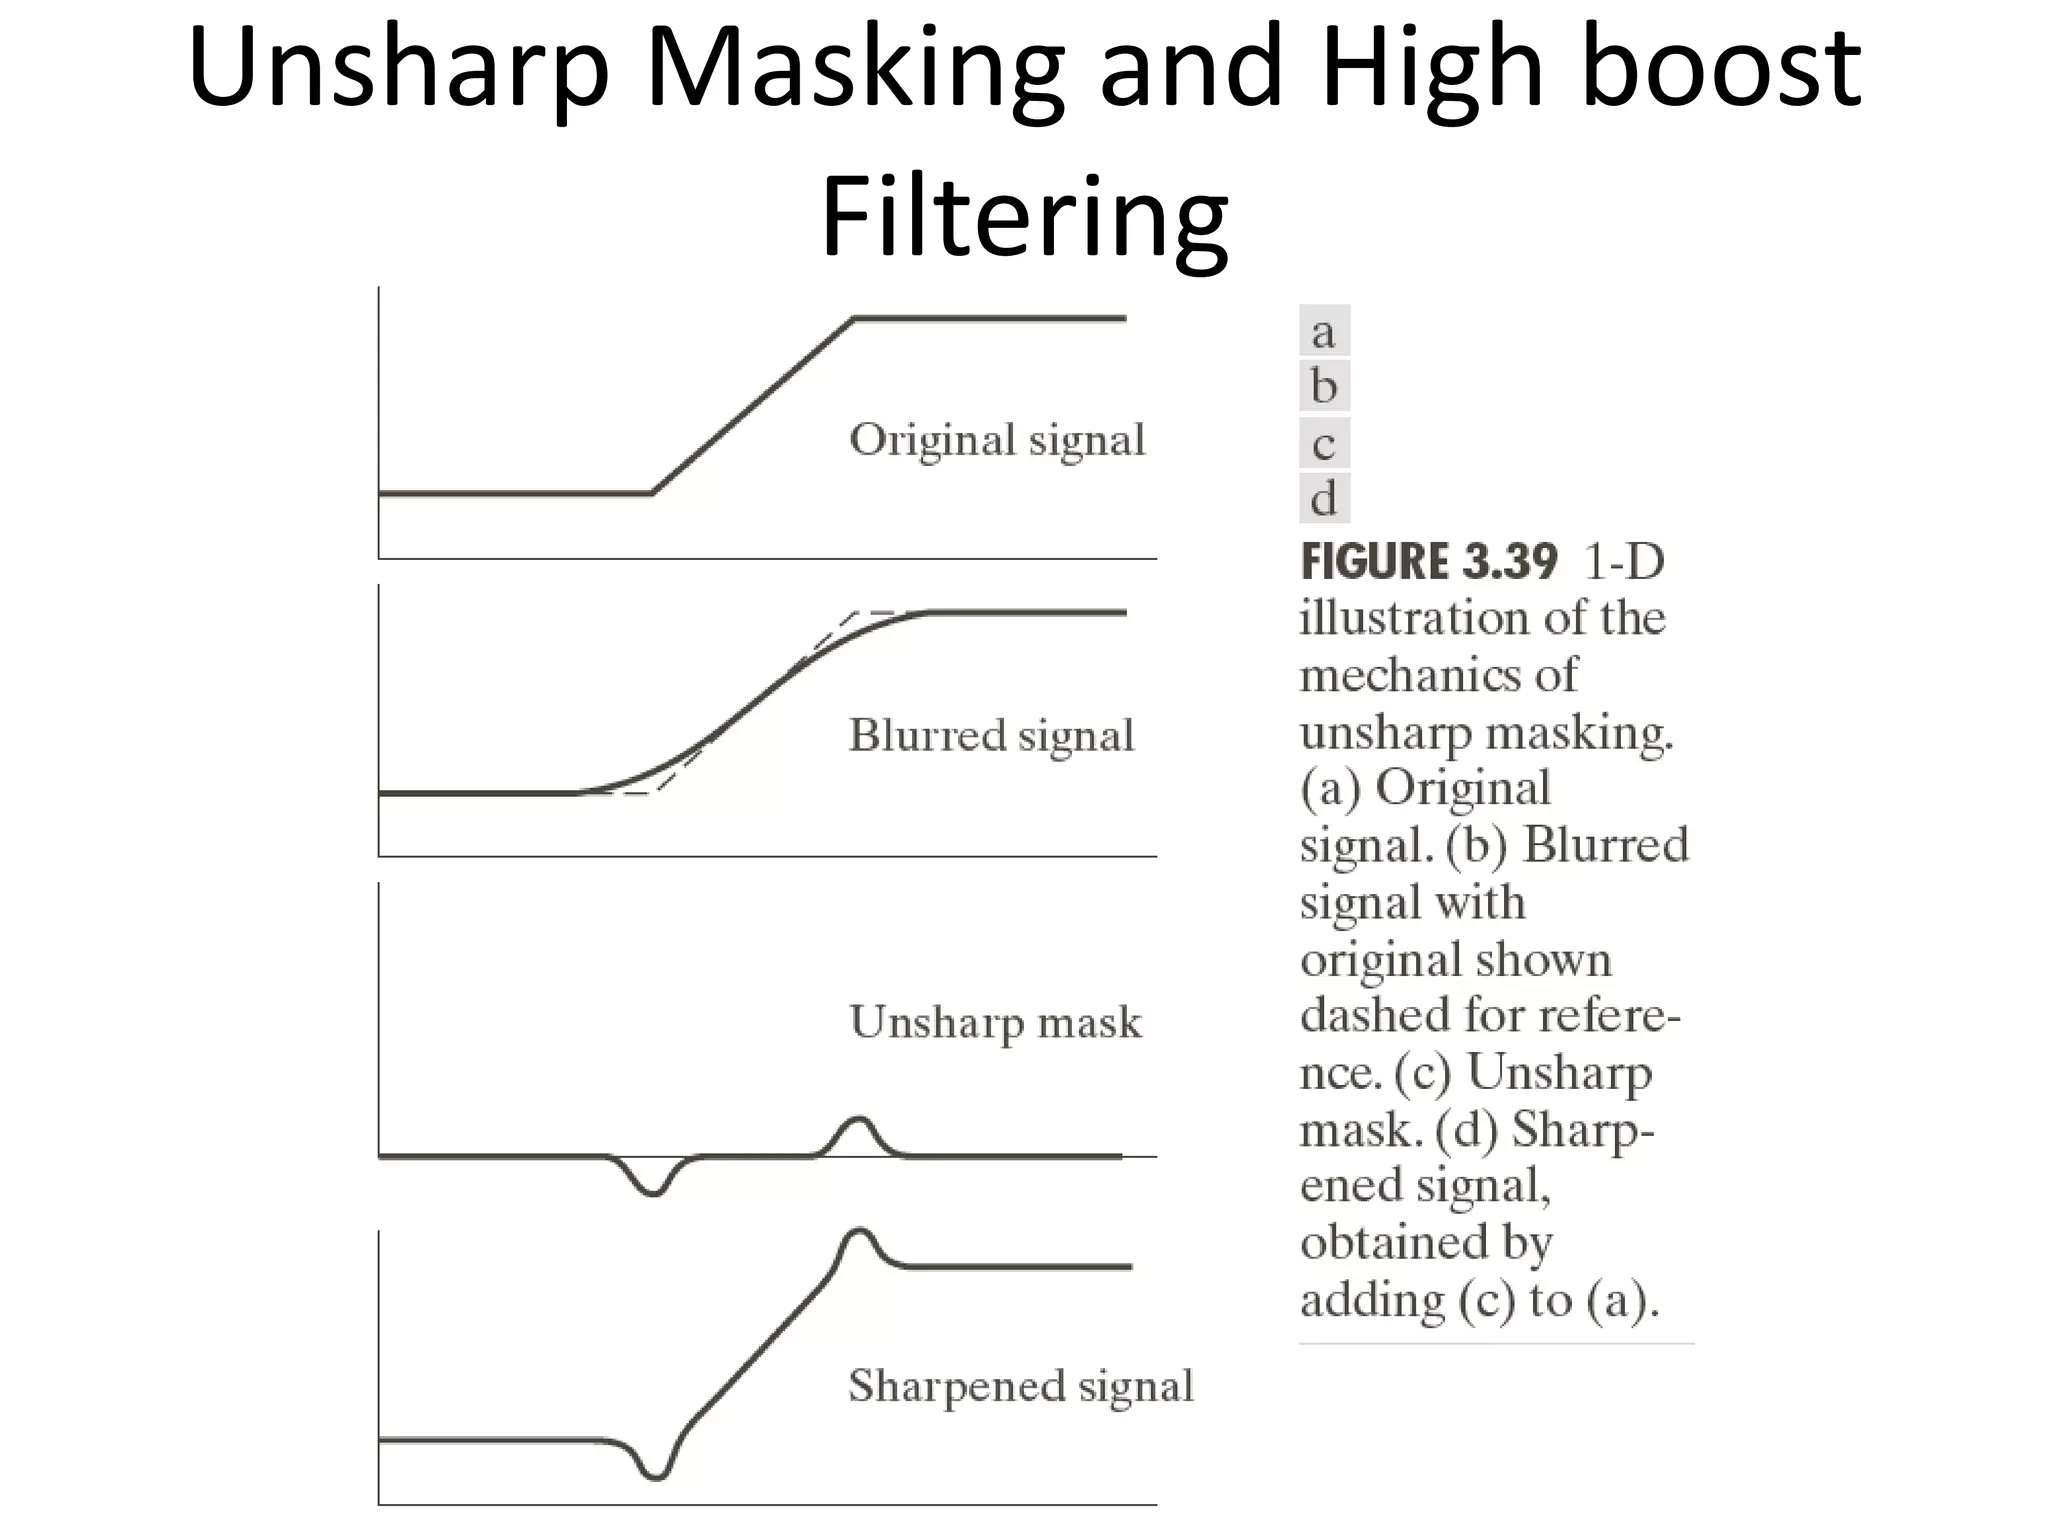 Unsharp Masking and High boost
Filtering
Original signal
Blurred signal
Unsharp mask
Sharpened signal
a
b
c
d
FIGURE 3.39 1-D
illustration of the
mechanics of
unsharp masking.
(a) Original
signal. (b) Blurred
signal with
original shown
dashed for refere-
nce. (c) Unsharp
mask. (d) Sharp-
ened signal,
obtained by
adding (c) to (a).